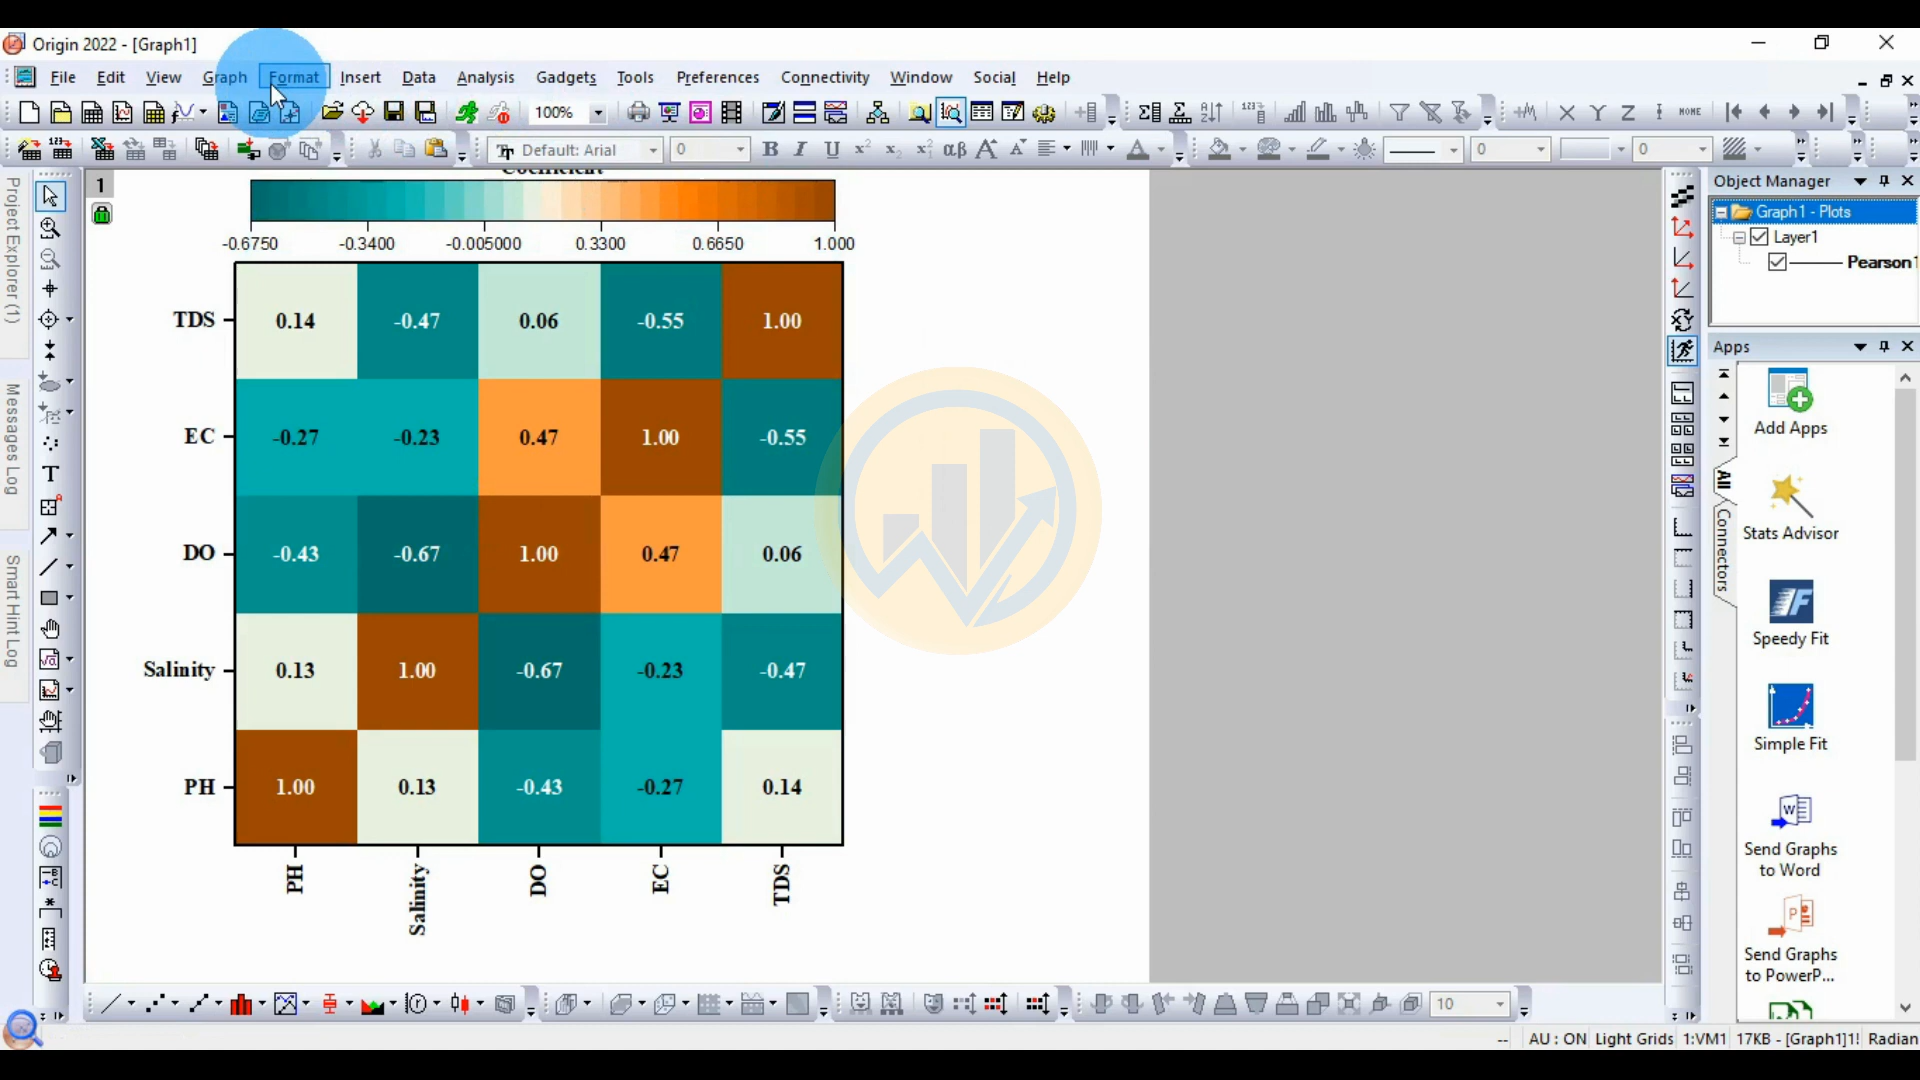 Origin 2022 - [Graph1]
File Edit View Graph Format Insert Data Analysis Gadgets Tools Preferences Connectivity Window Social Help
100%
HOME
Default: Arial 0 B I U αβ A A 0 0
Project Explorer (1)
Messages Log
Smart Hint Log
1
Coefficient
-0.6750 -0.3400 -0.005000 0.3300 0.6650 1.000
TDS 0.14 -0.47 0.06 -0.55 1.00
EC -0.27 -0.23 0.47 1.00 -0.55
DO -0.43 -0.67 1.00 0.47 0.06
Salinity 0.13 1.00 -0.67 -0.23 -0.47
PH 1.00 0.13 -0.43 -0.27 0.14
PH Salinity DO EC TDS
Object Manager
Graph1 - Plots
Layer1
Pearson1
Apps
All
Connectors
Add Apps
Stats Advisor
Speedy Fit
Simple Fit
Send Graphs
to Word
Send Graphs
to PowerP...
10
-- AU : ON Light Grids 1:VM1 17KB - [Graph1]1! Radian